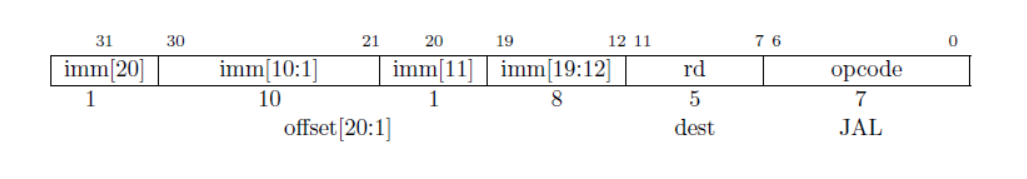 31 30 21 20 19 12 11 7 6 0
imm[20] imm[10:1] imm[11] imm[19:12] rd opcode
1 10 1 8 5 7
offset[20:1] dest JAL